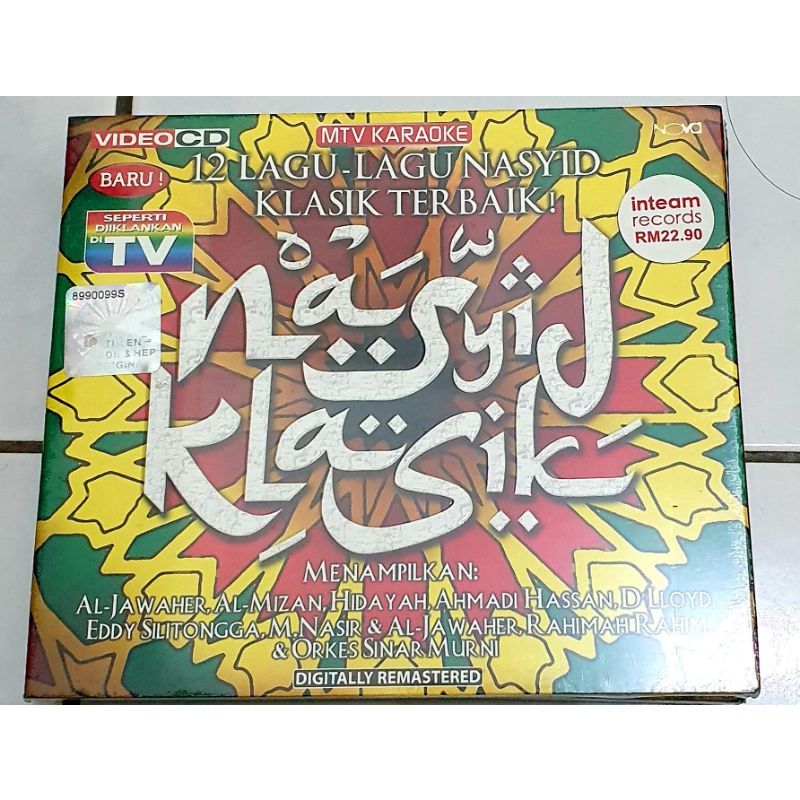 VIDEO CD
MTV KARAOKE
NOVA
BARU !
12 LAGU-LAGU NASYID
KLASIK TERBAIK!
SEPERTI
DIIKLANKAN
DI TV
inteam
records
RM22.90
8990099S
nasyid
klasik
MENAMPILKAN:
AL-JAWAHER, AL-MIZAN, HIDAYAH, AHMADI HASSAN, D'LLOYD
EDDY SILITONGGA, M.NASIR & AL-JAWAHER, RAHIMAH RAHIM
& ORKES SINAR MURNI
DIGITALLY REMASTERED